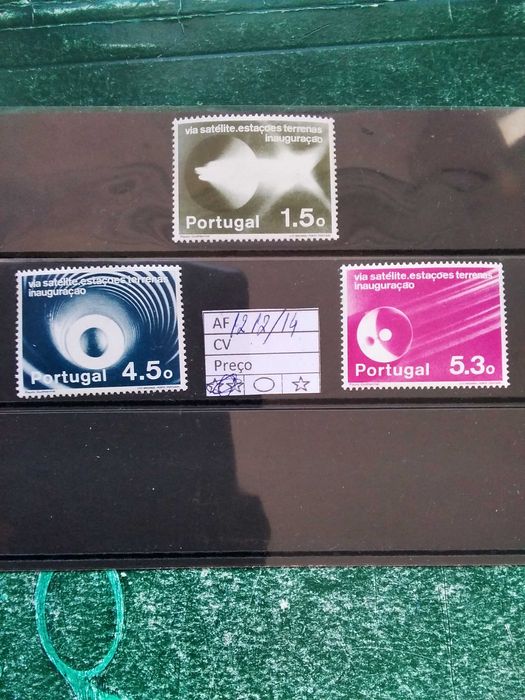 via satélite.estações terrenas
inauguração
Portugal 1.5o
via satélite.estações terrenas
inauguração
Portugal 4.5o
AF 1212/14
CV
Preço
via satélite.estações terrenas
inauguração
Portugal 5.3o